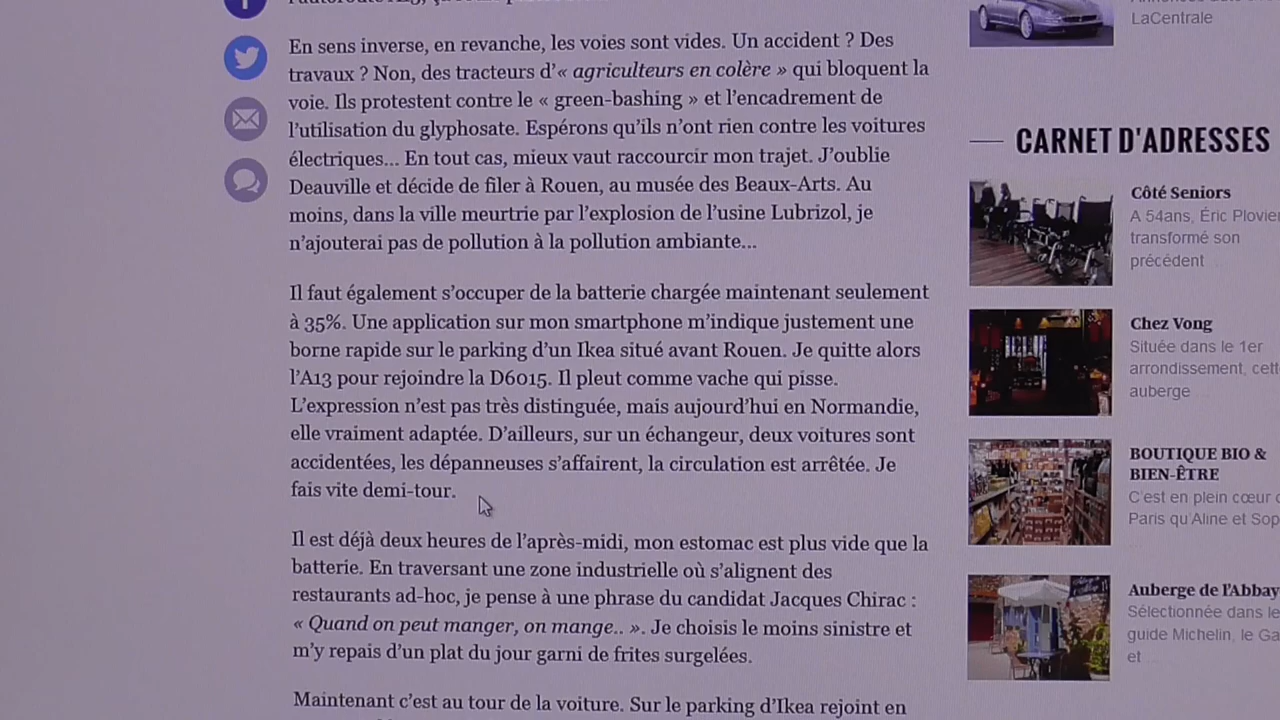 En sens inverse, en revanche, les voies sont vides. Un accident ? Des
travaux ? Non, des tracteurs d’« agriculteurs en colère » qui bloquent la
voie. Ils protestent contre le « green-bashing » et l’encadrement de
l’utilisation du glyphosate. Espérons qu’ils n’ont rien contre les voitures
électriques... En tout cas, mieux vaut raccourcir mon trajet. J’oublie
Deauville et décide de filer à Rouen, au musée des Beaux-Arts. Au
moins, dans la ville meurtrie par l’explosion de l’usine Lubrizol, je
n’ajouterai pas de pollution à la pollution ambiante...
Il faut également s’occuper de la batterie chargée maintenant seulement
à 35%. Une application sur mon smartphone m’indique justement une
borne rapide sur le parking d’un Ikea situé avant Rouen. Je quitte alors
l’A13 pour rejoindre la D6015. Il pleut comme vache qui pisse.
L’expression n’est pas très distinguée, mais aujourd’hui en Normandie,
elle vraiment adaptée. D’ailleurs, sur un échangeur, deux voitures sont
accidentées, les dépanneuses s’affairent, la circulation est arrêtée. Je
fais vite demi-tour.
Il est déjà deux heures de l’après-midi, mon estomac est plus vide que la
batterie. En traversant une zone industrielle où s’alignent des
restaurants ad-hoc, je pense à une phrase du candidat Jacques Chirac :
« Quand on peut manger, on mange.. ». Je choisis le moins sinistre et
m’y repais d’un plat du jour garni de frites surgelées.
Maintenant c’est au tour de la voiture. Sur le parking d’Ikea rejoint en
LaCentrale
CARNET D'ADRESSES
Côté Seniors
A 54ans, Éric Plovie
transformé son
précédent
Chez Vong
Située dans le 1er
arrondissement, cett
auberge ...
BOUTIQUE BIO &
BIEN-ÊTRE
C’est en plein cœur
Paris qu’Aline et Sop
Auberge de l’Abbay
Sélectionnée dans le
guide Michelin, le Ga
et ...